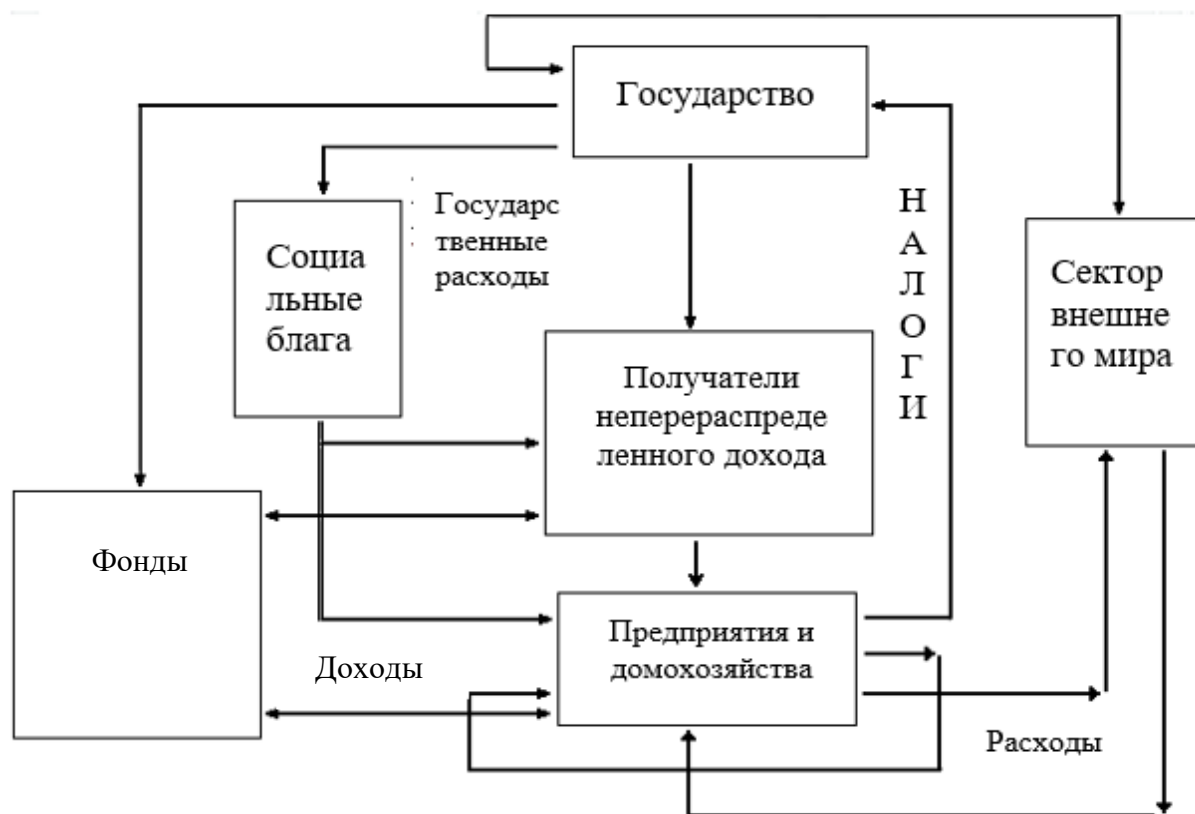 Государство
Государс
твенные
расходы
Н
А
Л
О
Г
И
Социа
льные
блага
Сектор
внешне
го мира
Получатели
неперераспреде
ленного дохода
Фонды
Предприятия и
домохозяйства
Доходы
Расходы